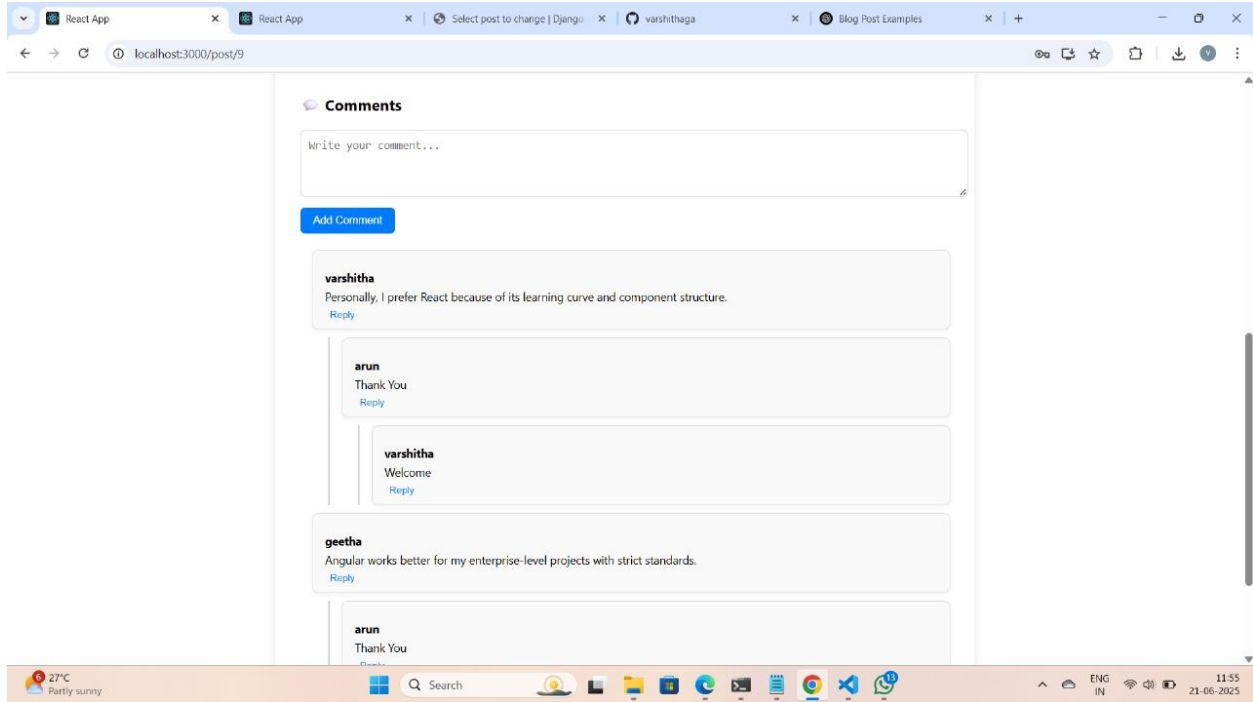 React App
React App
Select post to change | Django
varshithaga
Blog Post Examples
localhost:3000/post/9
V
Comments
Write your comment...
Add Comment
varshitha
Personally, I prefer React because of its learning curve and component structure.
Reply
arun
Thank You
Reply
varshitha
Welcome
Reply
geetha
Angular works better for my enterprise-level projects with strict standards.
Reply
arun
Thank You
Reply
6
27°C
Partly sunny
Search
13
ENG
IN
11:55
21-06-2025